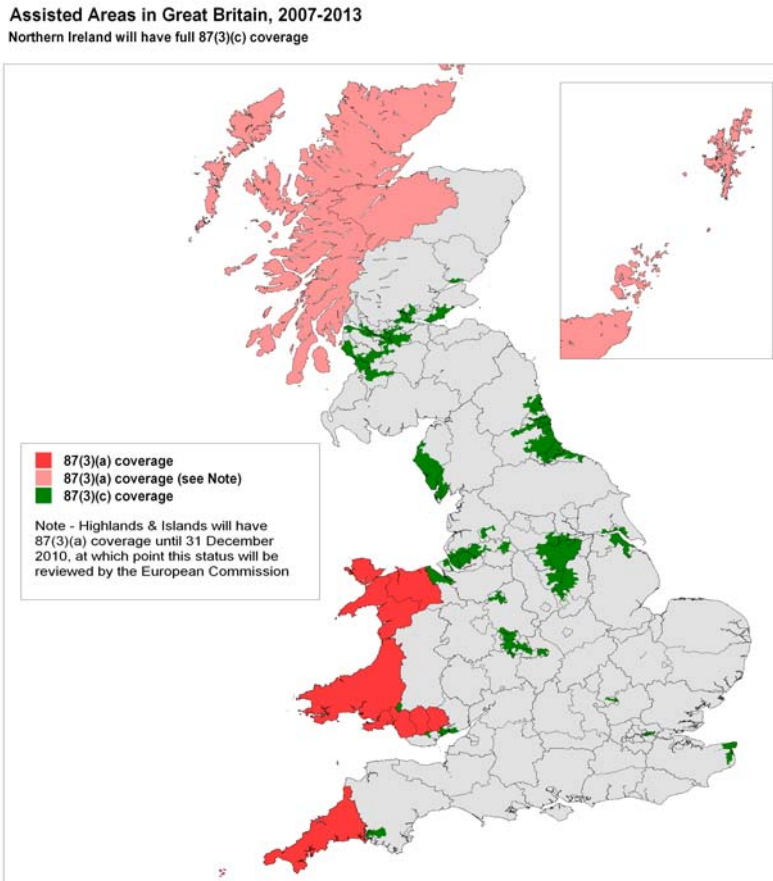 Assisted Areas in Great Britain, 2007-2013
Northern Ireland will have full 87(3)(c) coverage
87(3)(a) coverage
87(3)(a) coverage (see Note)
87(3)(c) coverage
Note - Highlands & Islands will have
87(3)(a) coverage until 31 December
2010, at which point this status will be
reviewed by the European Commission